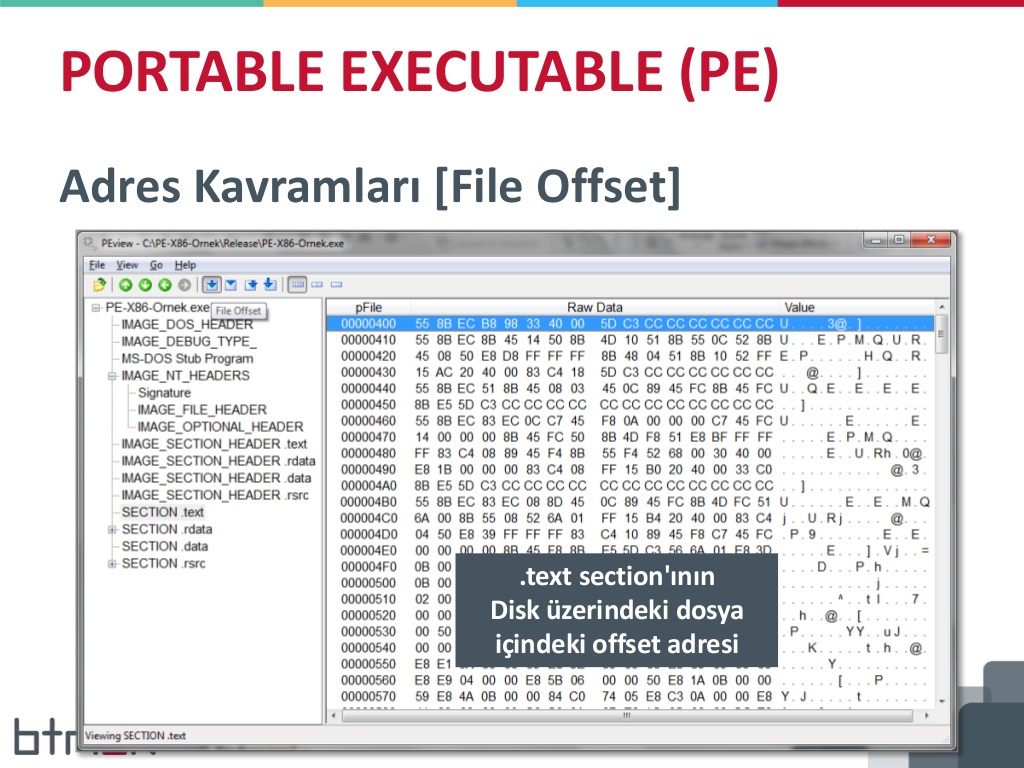 PORTABLE EXECUTABLE (PE)
Adres Kavramları [File Offset]
PEview - C:\PE-X86-Ornek\Release\PE-X86-Ornek.exe
File View Go Help
PE-X86-Ornek.exe
File Offset
IMAGE_DOS_HEADER
IMAGE_DEBUG_TYPE_
MS-DOS Stub Program
IMAGE_NT_HEADERS
Signature
IMAGE_FILE_HEADER
IMAGE_OPTIONAL_HEADER
IMAGE_SECTION_HEADER .text
IMAGE_SECTION_HEADER .rdata
IMAGE_SECTION_HEADER .data
IMAGE_SECTION_HEADER .rsrc
SECTION .text
SECTION .rdata
SECTION .data
SECTION .rsrc
pFile Raw Data Value
00000400 55 8B EC B8 98 33 40 00 5D C3 CC CC CC CC CC CC U....3@.].......
00000410 55 8B EC 8B 45 14 50 8B 4D 10 51 8B 55 0C 52 8B U...E.P.M.Q.U.R.
00000420 45 08 50 E8 D8 FF FF FF 8B 48 04 51 8B 10 52 FF E.P......H.Q..R.
00000430 15 AC 20 40 00 83 C4 18 5D C3 CC CC CC CC CC CC .. @....].......
00000440 55 8B EC 51 8B 45 08 03 45 0C 89 45 FC 8B 45 FC U..Q.E..E..E..E.
00000450 8B E5 5D C3 CC CC CC CC CC CC CC CC CC CC CC CC ..].............
00000460 55 8B EC 83 EC 0C C7 45 F8 0A 00 00 00 C7 45 FC U......E......E.
00000470 14 00 00 00 8B 45 FC 50 8B 4D F8 51 E8 BF FF FF .....E.P.M.Q....
00000480 FF 83 C4 08 89 45 F4 8B 55 F4 52 68 00 30 40 00 .....E..U.Rh.0@.
00000490 E8 1B 00 00 00 83 C4 08 FF 15 B0 20 40 00 33 C0 ........... @.3.
000004A0 8B E5 5D C3 CC CC CC CC CC CC CC CC CC CC CC CC ..].............
000004B0 55 8B EC 83 EC 08 8D 45 0C 89 45 FC 8B 4D FC 51 U......E..E..M.Q
000004C0 6A 00 8B 55 08 52 6A 01 FF 15 B4 20 40 00 83 C4 j..U.Rj.... @...
000004D0 04 50 E8 39 FF FF FF 83 C4 10 89 45 F8 C7 45 FC .P.9.......E..E.
000004E0 00 00 00 00 8B 45 F8 8B E5 5D C3 56 6A 01 E8 3D .....E...].Vj..=
000004F0 0B 00 D...P.h
00000500 0B 00 j
00000510 02 00 ^..tI...7.
00000520 00 00 ..h..@..[
00000530 00 50 .P......YY..uJ..
00000540 00 00 ...K......t.h..@.
00000550 E8 E1 Y
00000560 E8 E9 04 00 00 E8 5B 06 00 00 50 E8 1A 0B 00 00 ......[...P.....
00000570 59 E8 4A 0B 00 00 84 C0 74 05 E8 C3 0A 00 00 E8 Y.J.....t.......
.text section'ının
Disk üzerindeki dosya
içindeki offset adresi
Viewing SECTION .text